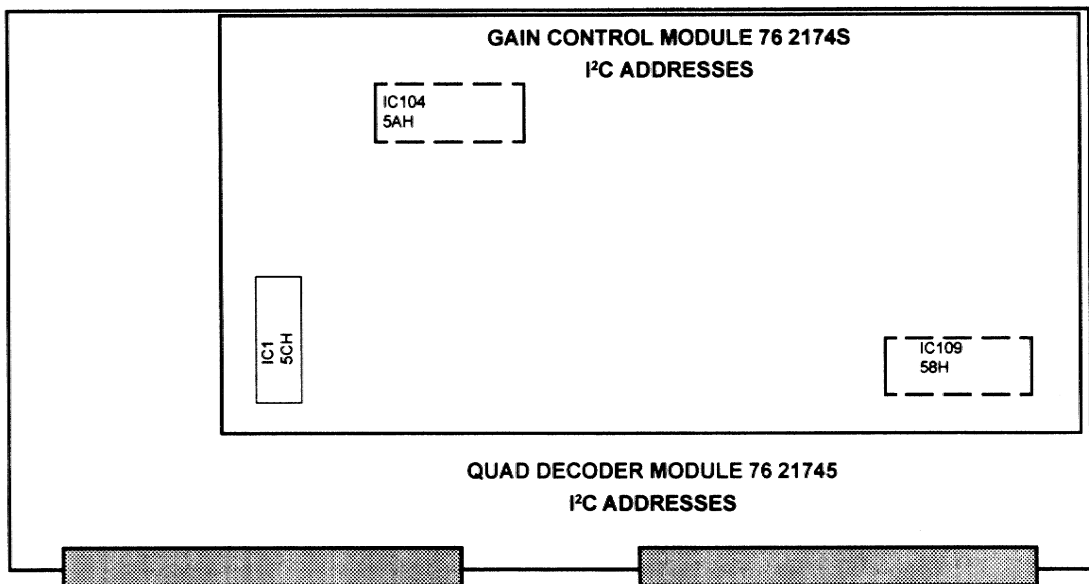 GAIN CONTROL MODULE 76 2174S
I²C ADDRESSES
IC104
5AH
IC1
5CH
IC109
58H
QUAD DECODER MODULE 76 21745
I²C ADDRESSES